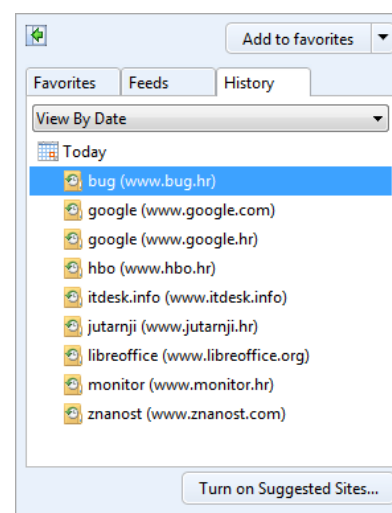 Add to favorites
Favorites Feeds History
View By Date
Today
bug (www.bug.hr)
google (www.google.com)
google (www.google.hr)
hbo (www.hbo.hr)
itdesk.info (www.itdesk.info)
jutarnji (www.jutarnji.hr)
libreoffice (www.libreoffice.org)
monitor (www.monitor.hr)
znanost (www.znanost.com)
Turn on Suggested Sites...